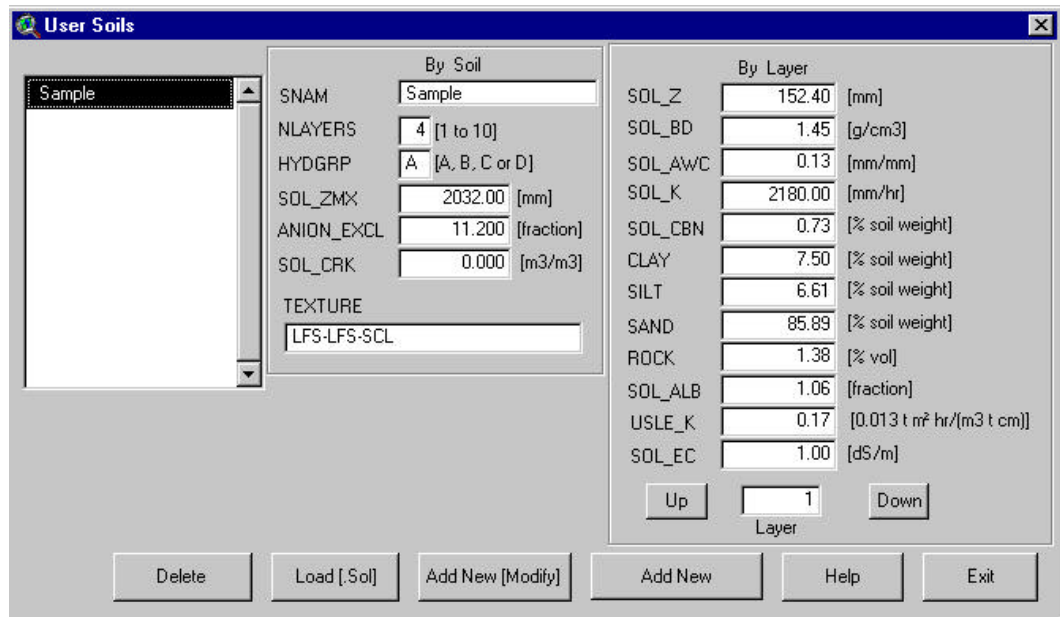 User Soils
Sample
By Soil
SNAM Sample
NLAYERS 4 [1 to 10]
HYDGRP A [A, B, C or D]
SOL_ZMX 2032.00 [mm]
ANION_EXCL 11.200 [fraction]
SOL_CRK 0.000 [m3/m3]
TEXTURE
LFS-LFS-SCL
By Layer
SOL_Z 152.40 [mm]
SOL_BD 1.45 [g/cm3]
SOL_AWC 0.13 [mm/mm]
SOL_K 2180.00 [mm/hr]
SOL_CBN 0.73 [% soil weight]
CLAY 7.50 [% soil weight]
SILT 6.61 [% soil weight]
SAND 85.89 [% soil weight]
ROCK 1.38 [% vol]
SOL_ALB 1.06 [fraction]
USLE_K 0.17 [0.013 t m² hr/(m3 t cm)]
SOL_EC 1.00 [dS/m]
Up 1 Down
Layer
Delete Load [.Sol] Add New [Modify] Add New Help Exit